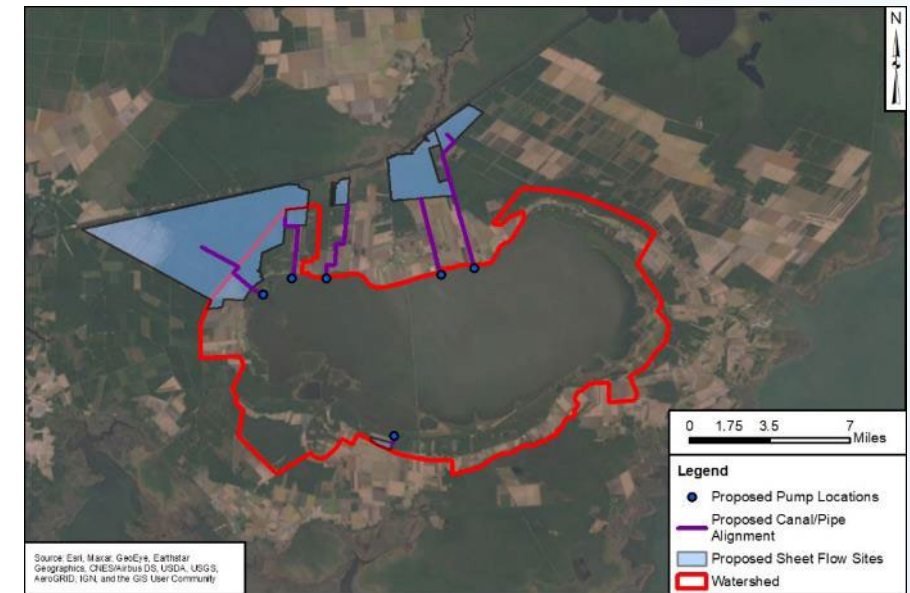 N
0 1.75 3.5 7
Miles
Legend
Proposed Pump Locations
Proposed Canal/Pipe
Alignment
Proposed Sheet Flow Sites
Watershed
Source: Esri, Maxar, GeoEye, Earthstar
Geographics, CNES/Airbus DS, USDA, USGS,
AeroGRID, IGN, and the GIS User Community